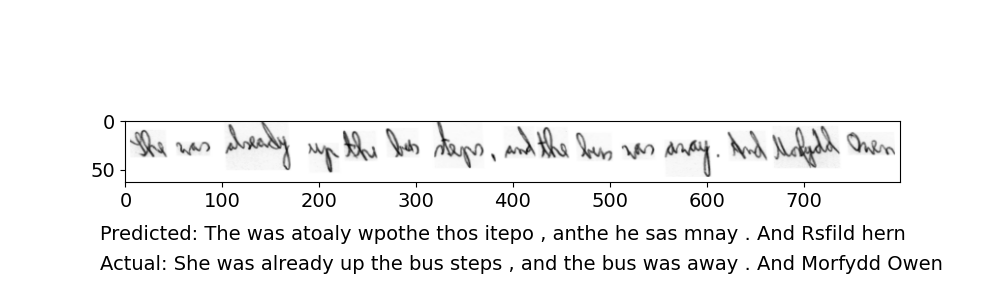 0
50
She was already up the bus steps , and the bus was away . And Morfydd Owen
0 100 200 300 400 500 600 700
Predicted: The was atoaly wpothe thos itepo , anthe he sas mnay . And Rsfild hern
Actual: She was already up the bus steps , and the bus was away . And Morfydd Owen